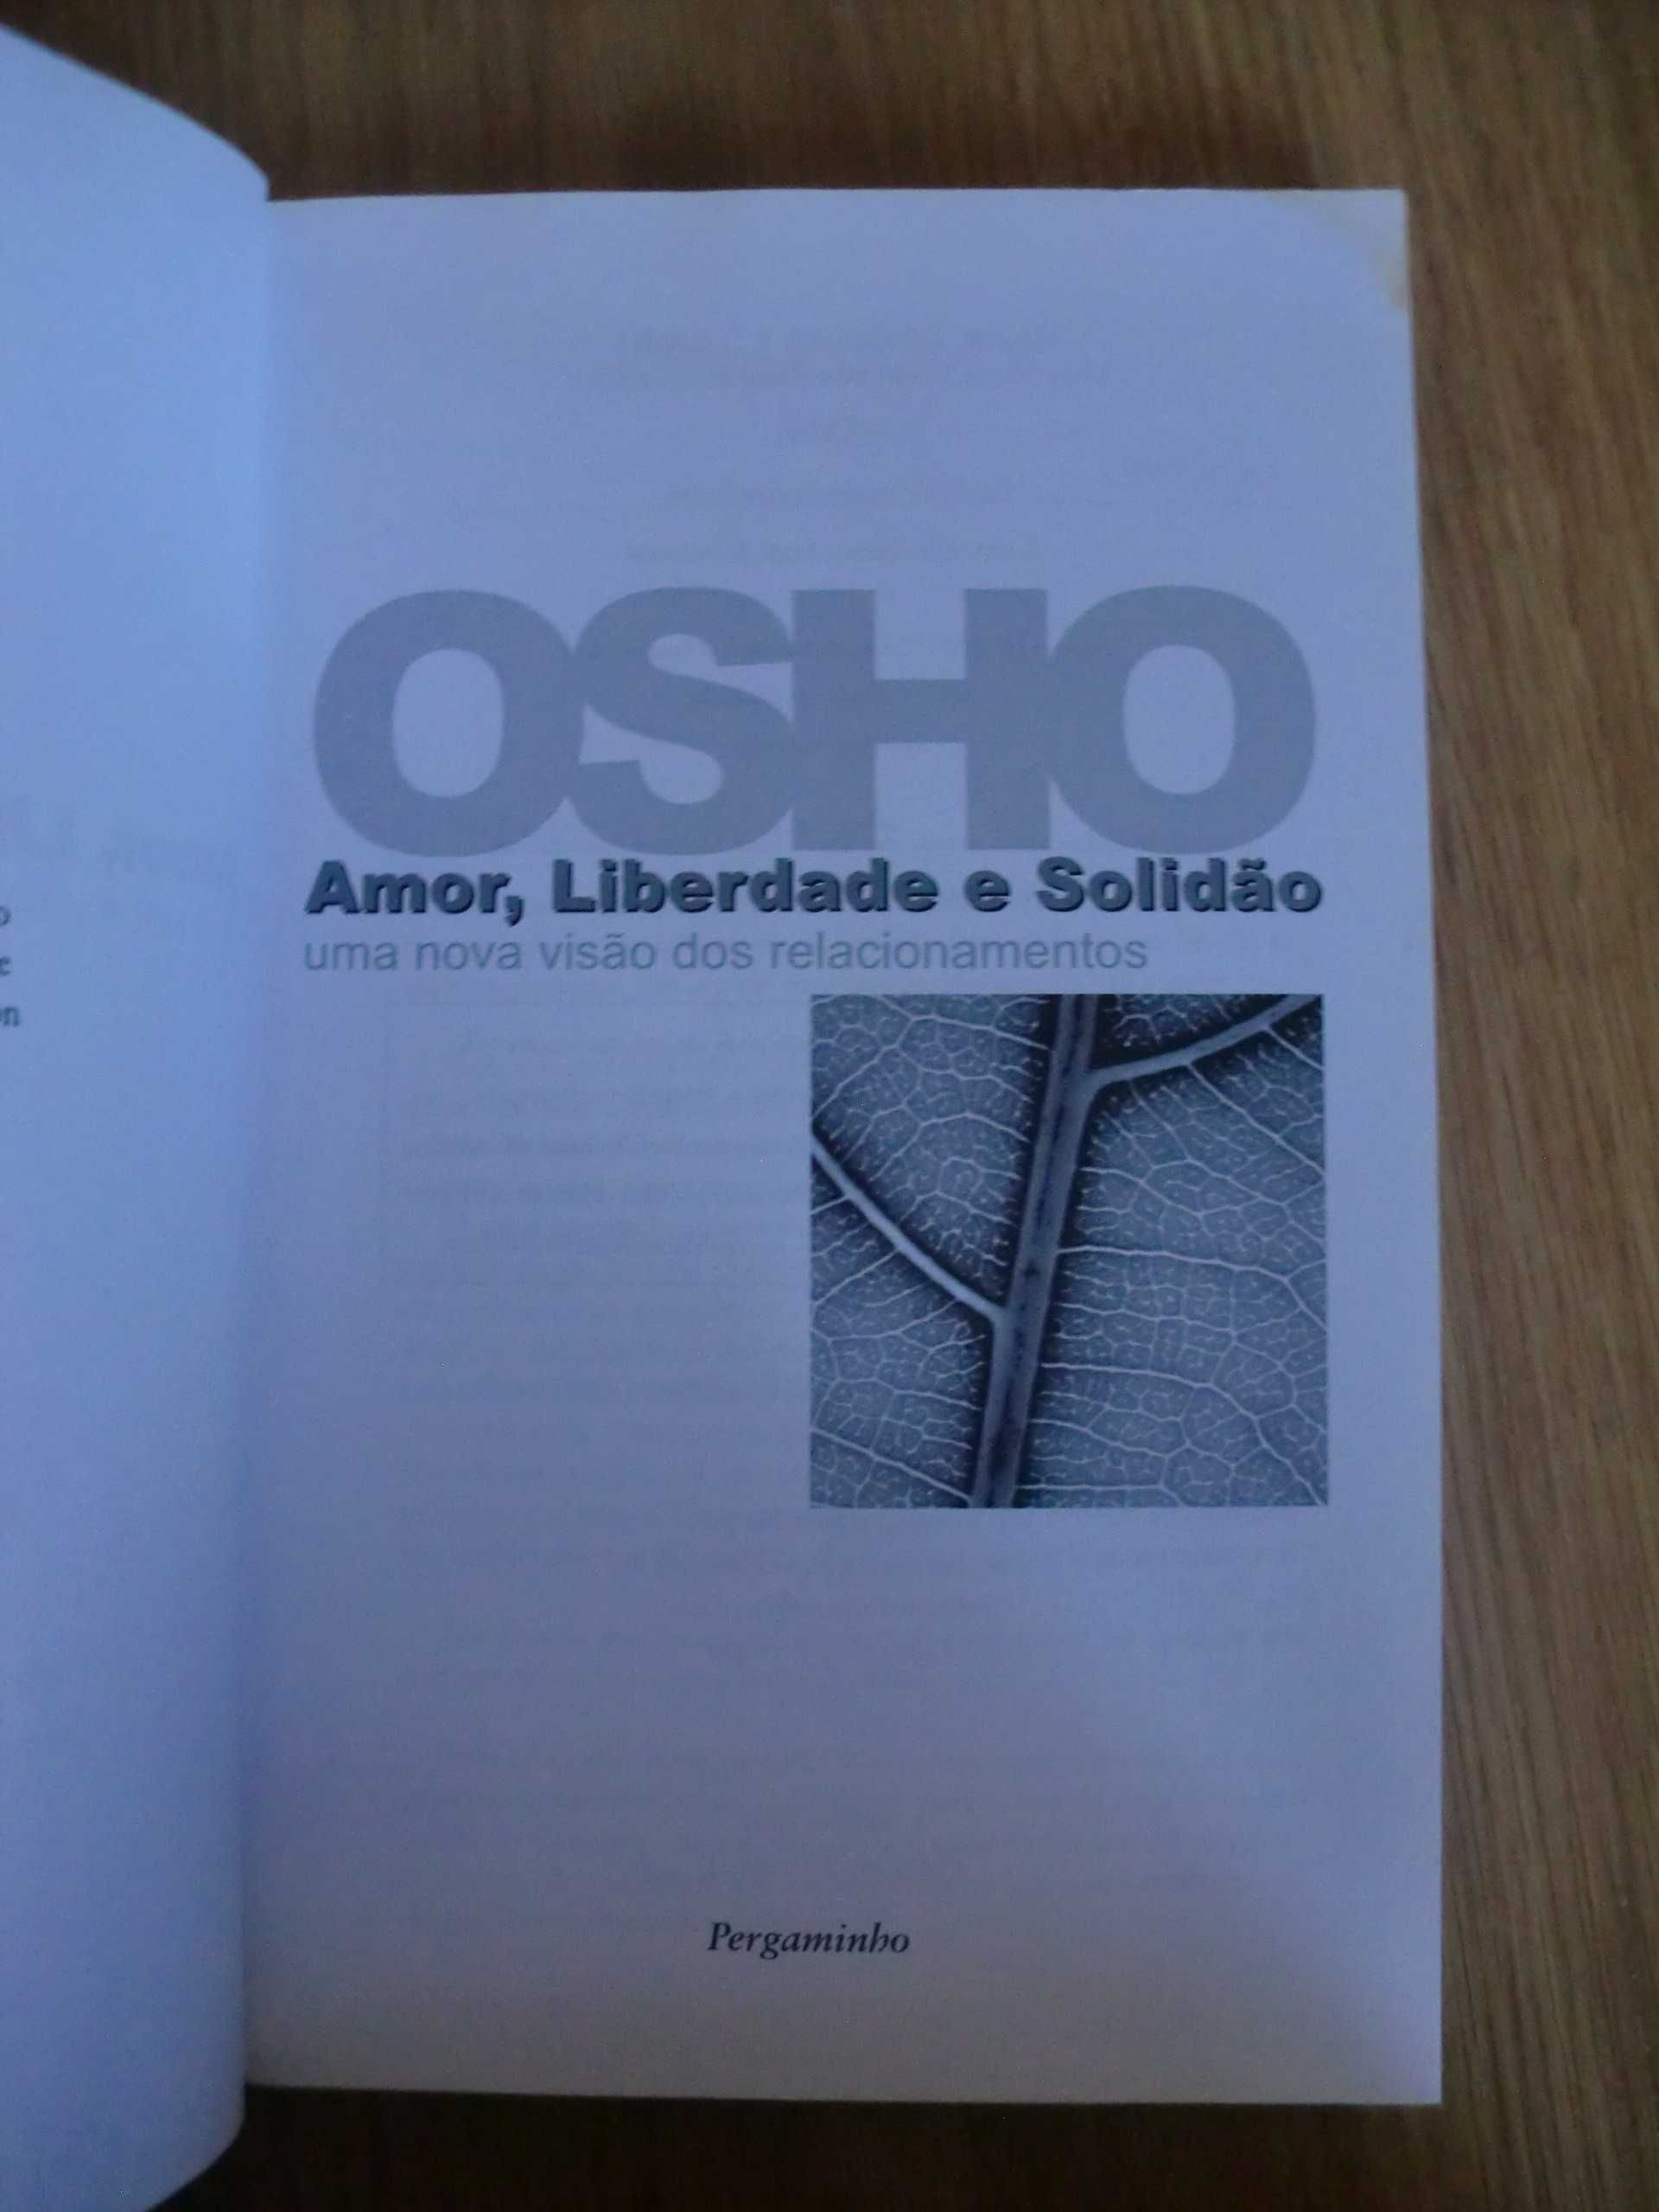 OSHO
Amor, Liberdade e Solidão
uma nova visão dos relacionamentos
Pergaminho